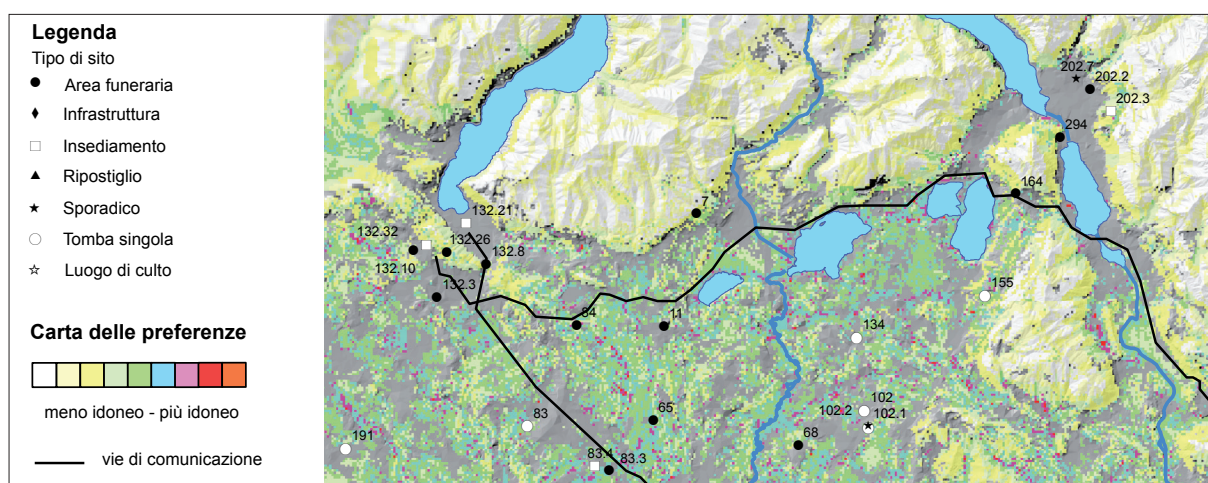 Legenda
Tipo di sito
Area funeraria
Infrastruttura
Insediamento
Ripostiglio
Sporadico
Tomba singola
Luogo di culto
Carta delle preferenze
meno idoneo - più idoneo
vie di comunicazione
202.7
202.2
202.3
294
164
7
132.21
132.32
132.26
132.8
132.10
132.3
155
84
11
134
102
102.2
102.1
83
65
68
191
83.4
83.3